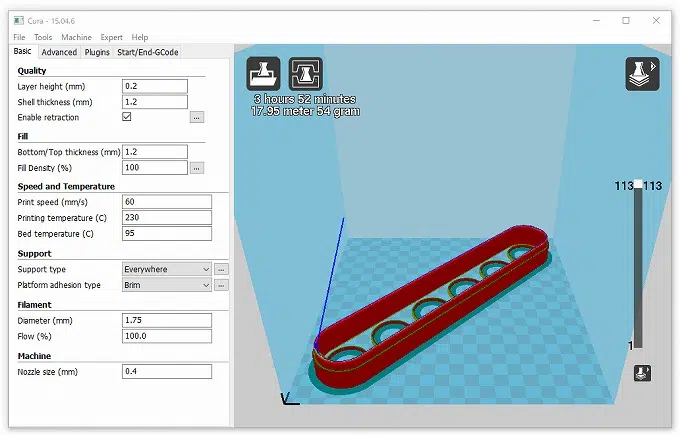 Cura - 15.04.6
File Tools Machine Expert Help
Basic Advanced Plugins Start/End-GCode
Quality
Layer height (mm) 0.2
Shell thickness (mm) 1.2
Enable retraction ...
Fill
Bottom/Top thickness (mm) 1.2
Fill Density (%) 100 ...
Speed and Temperature
Print speed (mm/s) 60
Printing temperature (C) 230
Bed temperature (C) 95
Support
Support type Everywhere ...
Platform adhesion type Brim ...
Filament
Diameter (mm) 1.75
Flow (%) 100.0
Machine
Nozzle size (mm) 0.4
3 hours 52 minutes
17.95 meter 54 gram
113 113
1